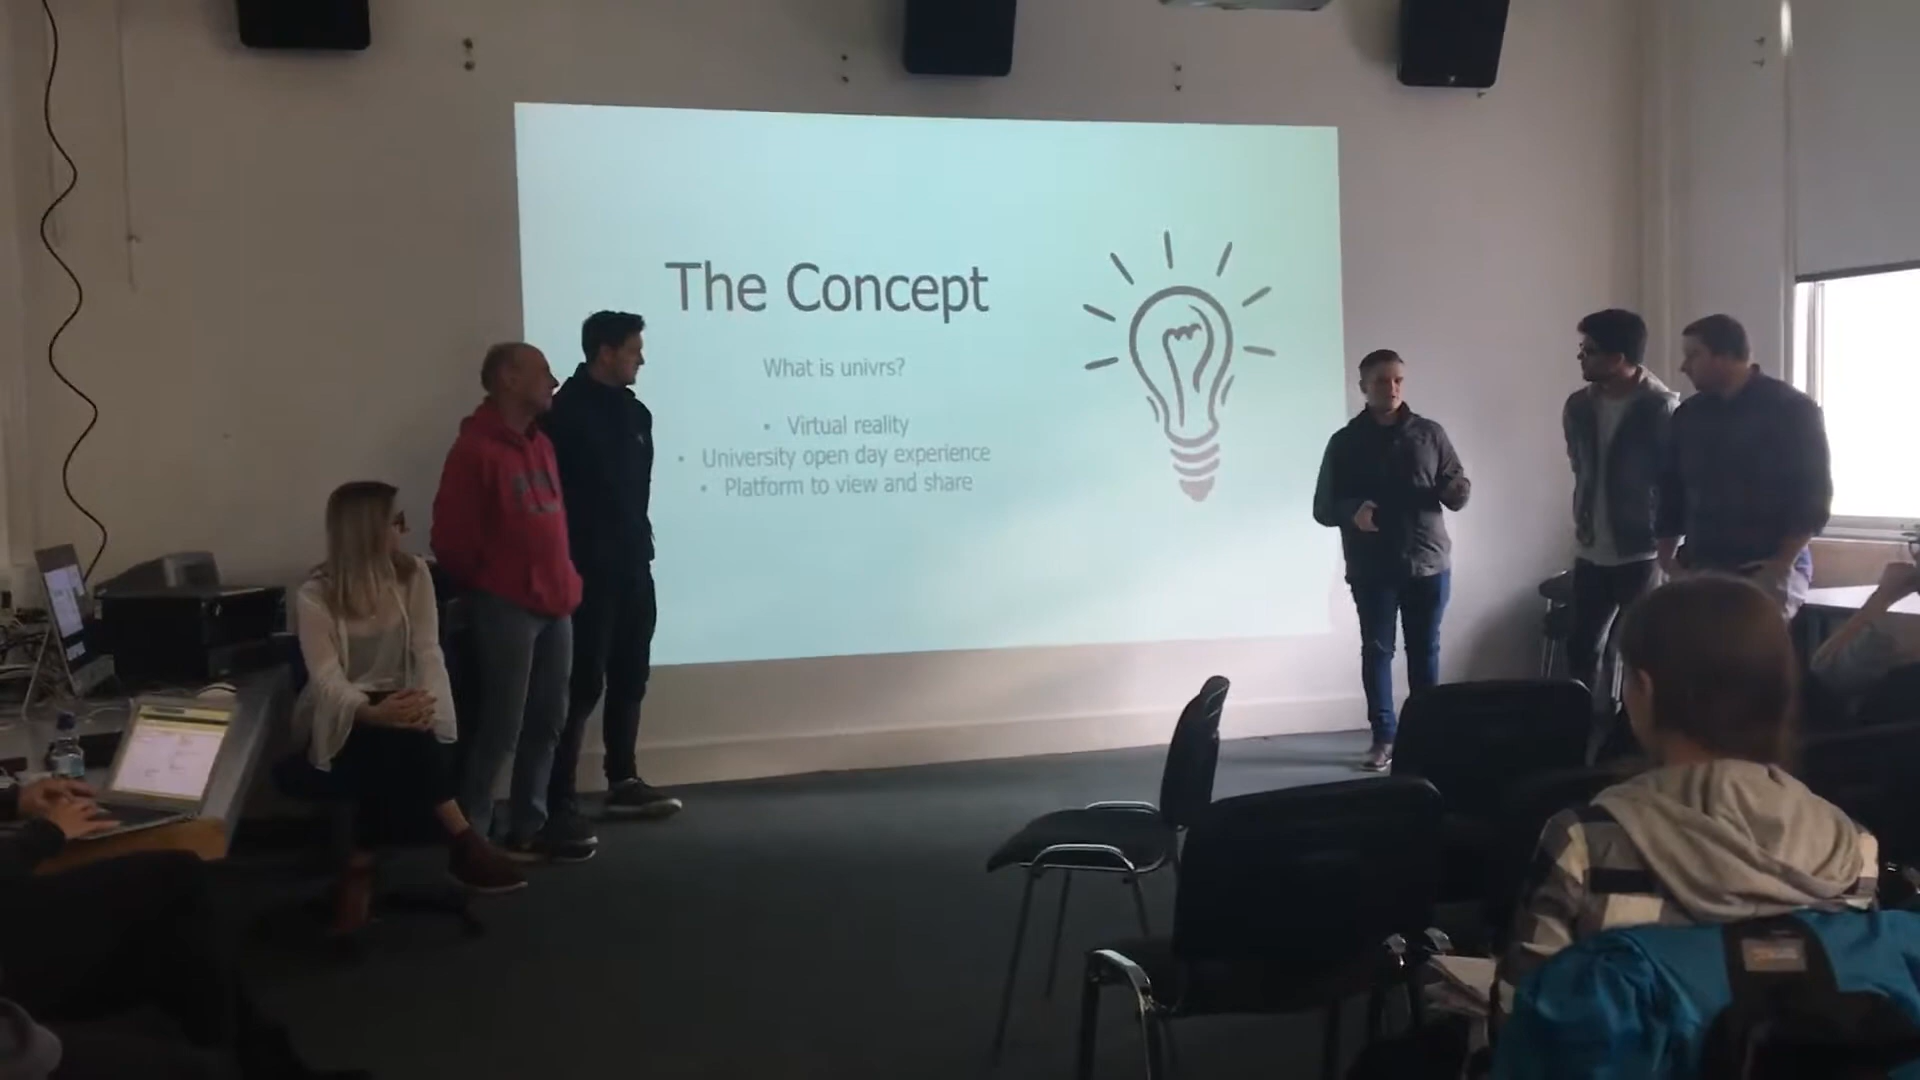 The Concept
What is univrs?
• Virtual reality
• University open day experience
• Platform to view and share